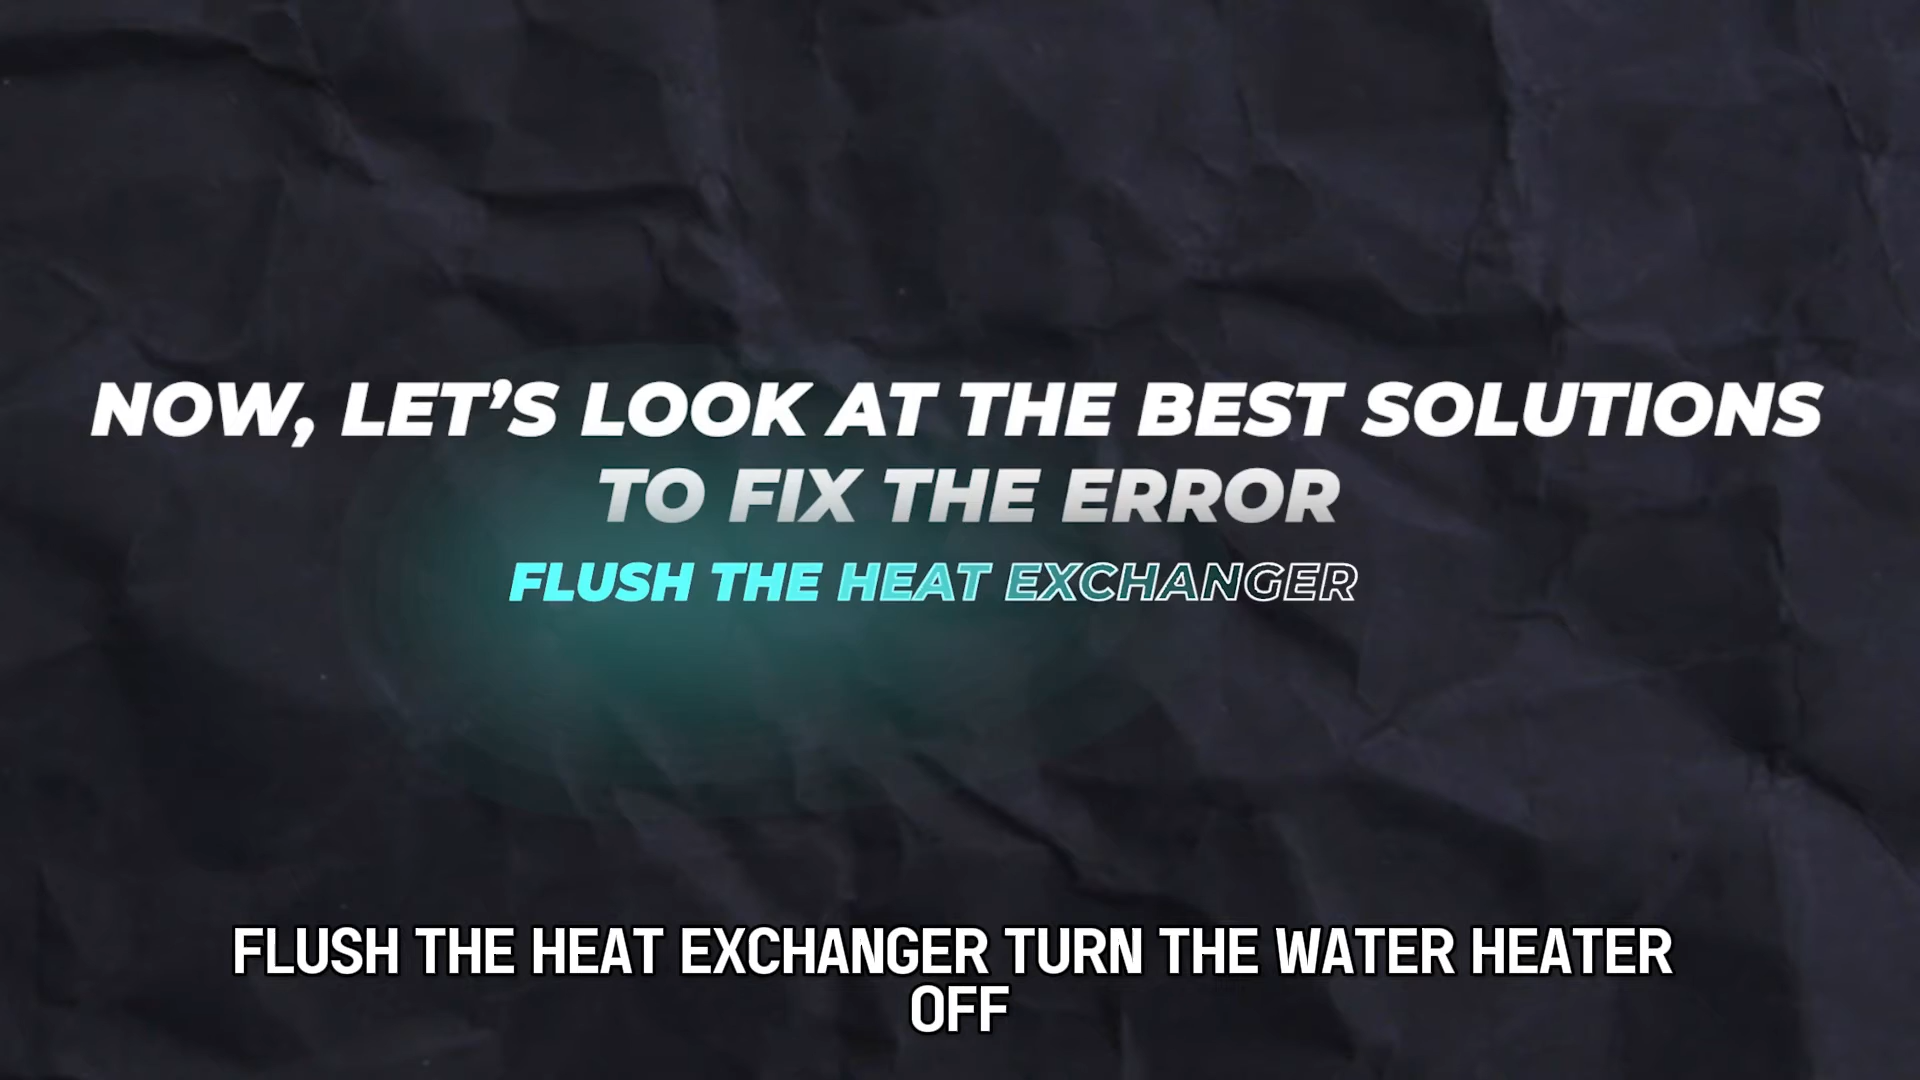 NOW, LET’S LOOK AT THE BEST SOLUTIONS
TO FIX THE ERROR
FLUSH THE HEAT EXCHANGER
FLUSH THE HEAT EXCHANGER TURN THE WATER HEATER
OFF